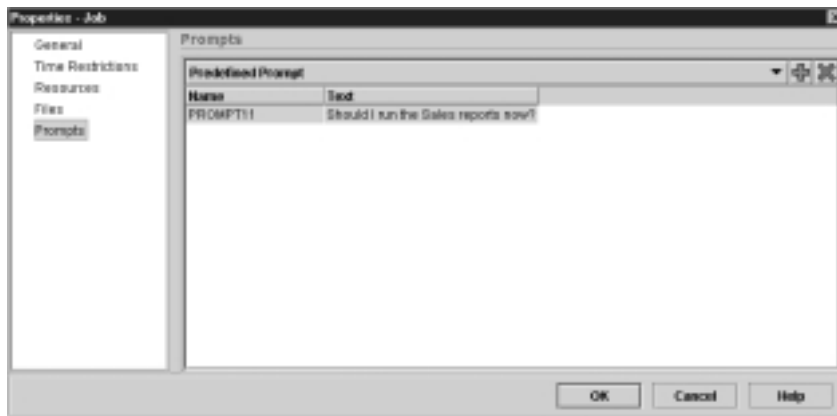 Properties - Job
General
Time Restrictions
Resources
Files
Prompts
Prompts
Predefined Prompt
Name Text
PROMPT11 Should I run the Sales reports now?
OK Cancel Help